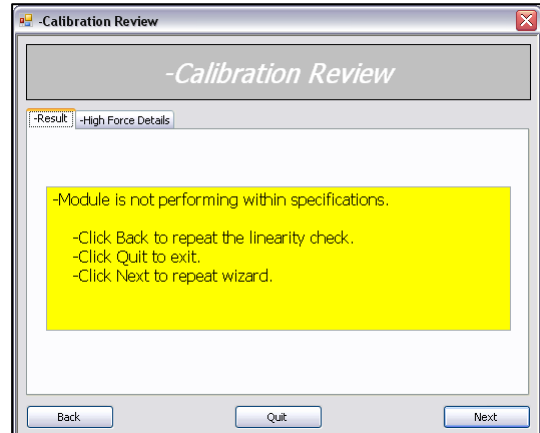 -Calibration Review
-Calibration Review
-Result -High Force Details
-Module is not performing within specifications.
-Click Back to repeat the linearity check.
-Click Quit to exit.
-Click Next to repeat wizard.
Back Quit Next